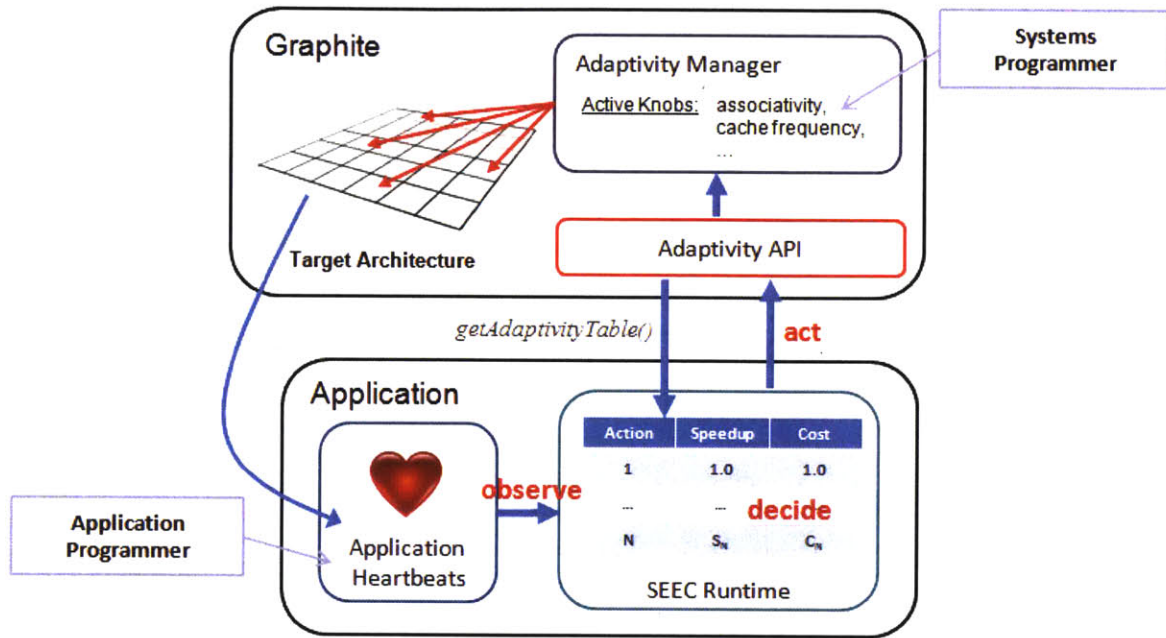 Graphite
Adaptivity Manager
Active Knobs: associativity,
cache frequency,
...
Systems
Programmer
Target Architecture
Adaptivity API
getAdaptivityTable()
act
Application
observe
Application
Heartbeats
Application
Programmer
Action Speedup Cost
1 1.0 1.0
... ...
decide
N S_N C_N
SEEC Runtime